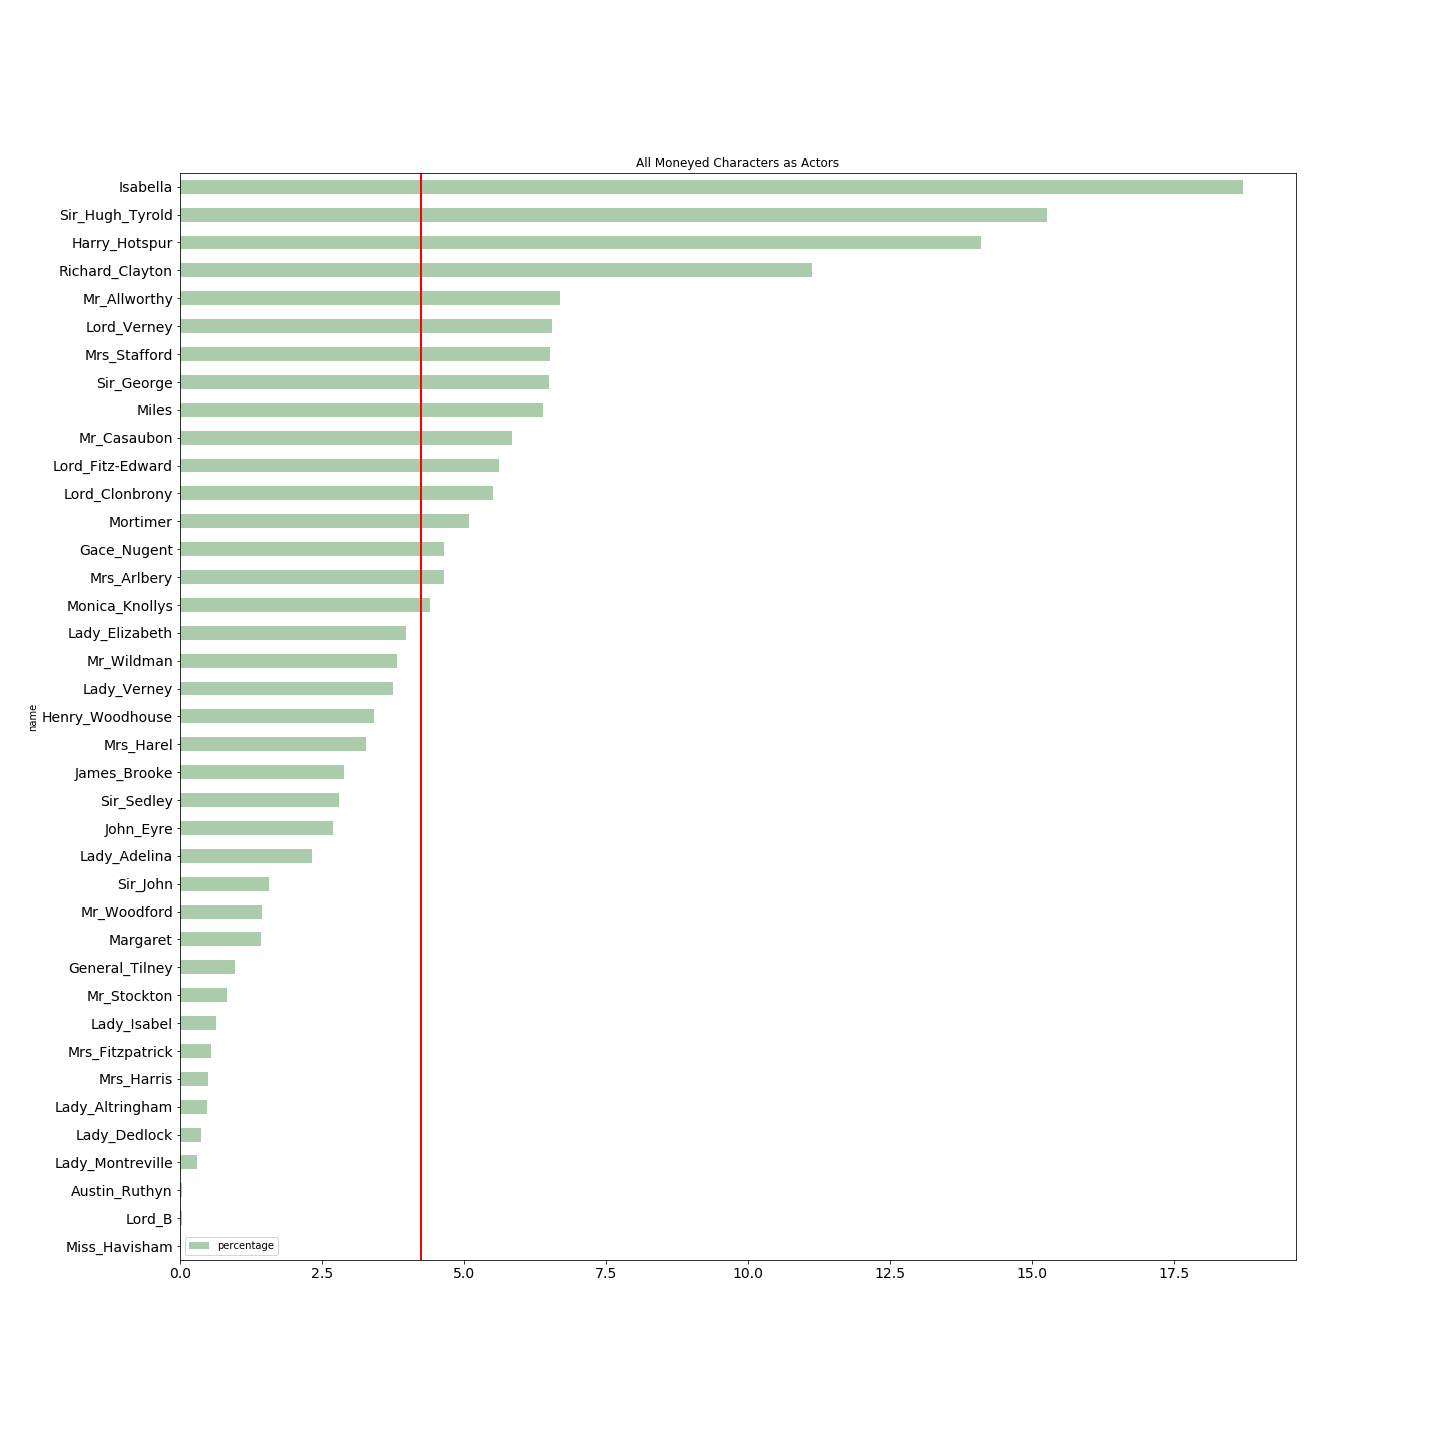 All Moneyed Characters as Actors
Isabella
Sir_Hugh_Tyrold
Harry_Hotspur
Richard_Clayton
Mr_Allworthy
Lord_Verney
Mrs_Stafford
Sir_George
Miles
Mr_Casaubon
Lord_Fitz-Edward
Lord_Clonbrony
Mortimer
Gace_Nugent
Mrs_Arlbery
Monica_Knollys
Lady_Elizabeth
Mr_Wildman
Lady_Verney
name
Henry_Woodhouse
Mrs_Harel
James_Brooke
Sir_Sedley
John_Eyre
Lady_Adelina
Sir_John
Mr_Woodford
Margaret
General_Tilney
Mr_Stockton
Lady_Isabel
Mrs_Fitzpatrick
Mrs_Harris
Lady_Altringham
Lady_Dedlock
Lady_Montreville
Austin_Ruthyn
Lord_B
Miss_Havisham
percentage
0.0 2.5 5.0 7.5 10.0 12.5 15.0 17.5